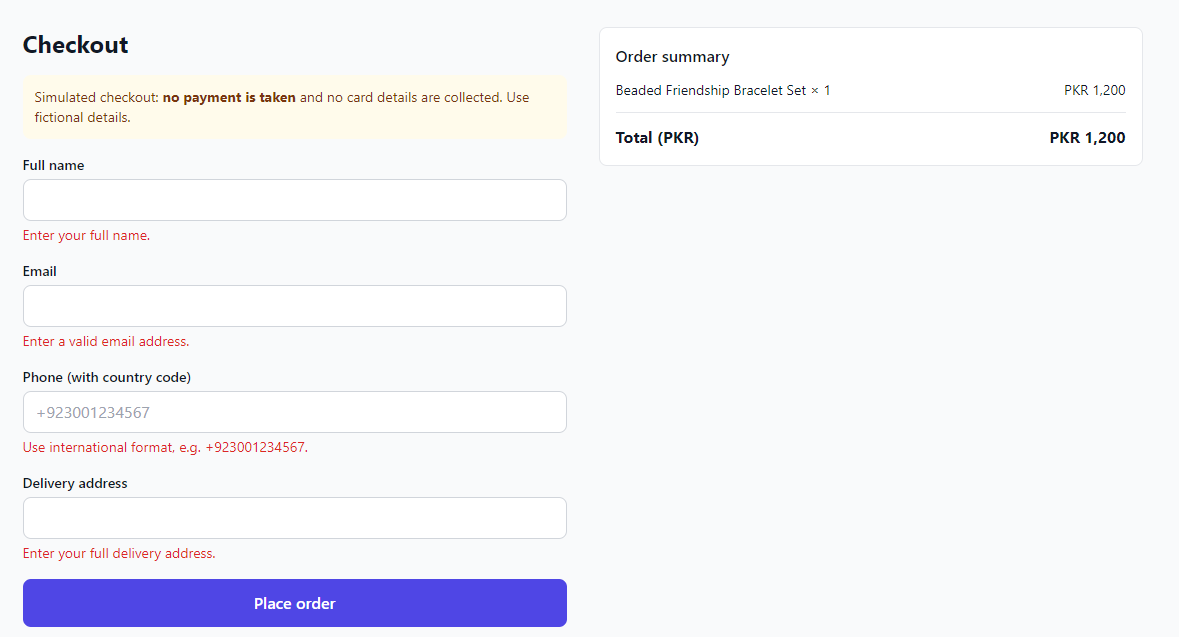 Checkout
Simulated checkout: no payment is taken and no card details are collected. Use
fictional details.
Full name
Enter your full name.
Email
Enter a valid email address.
Phone (with country code)
+923001234567
Use international format, e.g. +923001234567.
Delivery address
Enter your full delivery address.
Place order
Order summary
Beaded Friendship Bracelet Set × 1 PKR 1,200
Total (PKR) PKR 1,200